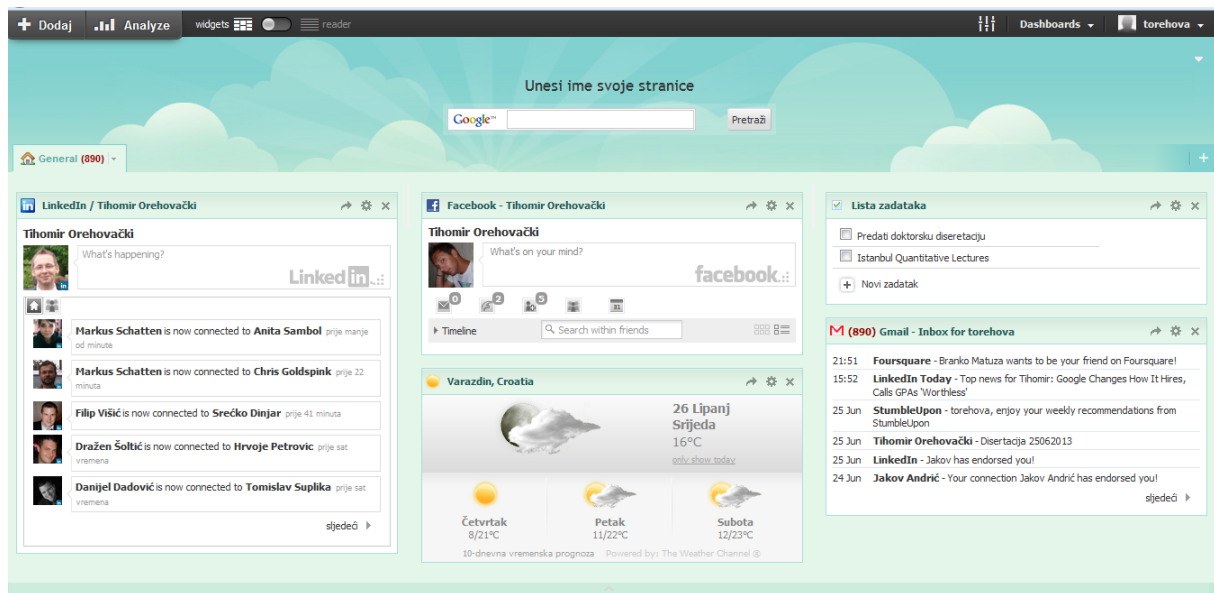 Dodaj
Analyze
widgets
reader
Dashboards
torehova
Unesi ime svoje stranice
Google™
Pretraži
General (890)
LinkedIn / Tihomir Orehovački
Tihomir Orehovački
What's happening?
Linked in
Markus Schatten is now connected to Anita Sambol prije manje
od minute
Markus Schatten is now connected to Chris Goldspink prije 22
minuta
Filip Višić is now connected to Srećko Dinjar prije 41 minuta
Dražen Šoltić is now connected to Hrvoje Petrovic prije sat
vremena
Danijel Dadović is now connected to Tomislav Suplika prije sat
vremena
sljedeći
Facebook - Tihomir Orehovački
Tihomir Orehovački
What's on your mind?
facebook
0
2
5
31
Timeline
Search within friends
Varazdin, Croatia
26 Lipanj
Srijeda
16°C
only show today
Četvrtak
8/21°C
Petak
11/22°C
Subota
12/23°C
10-dnevna vremenska prognoza Powered by: The Weather Channel ®
Lista zadataka
Predati doktorsku diseretaciju
Istanbul Quantitative Lectures
Novi zadatak
(890) Gmail - Inbox for torehova
21:51 Foursquare - Branko Matuza wants to be your friend on Foursquare!
15:52 LinkedIn Today - Top news for Tihomir: Google Changes How It Hires,
Calls GPAs 'Worthless'
25 Jun StumbleUpon - torehova, enjoy your weekly recommendations from
StumbleUpon
25 Jun Tihomir Orehovački - Disertacija 25062013
25 Jun LinkedIn - Jakov has endorsed you!
24 Jun Jakov Andrić - Your connection Jakov Andrić has endorsed you!
sljedeći